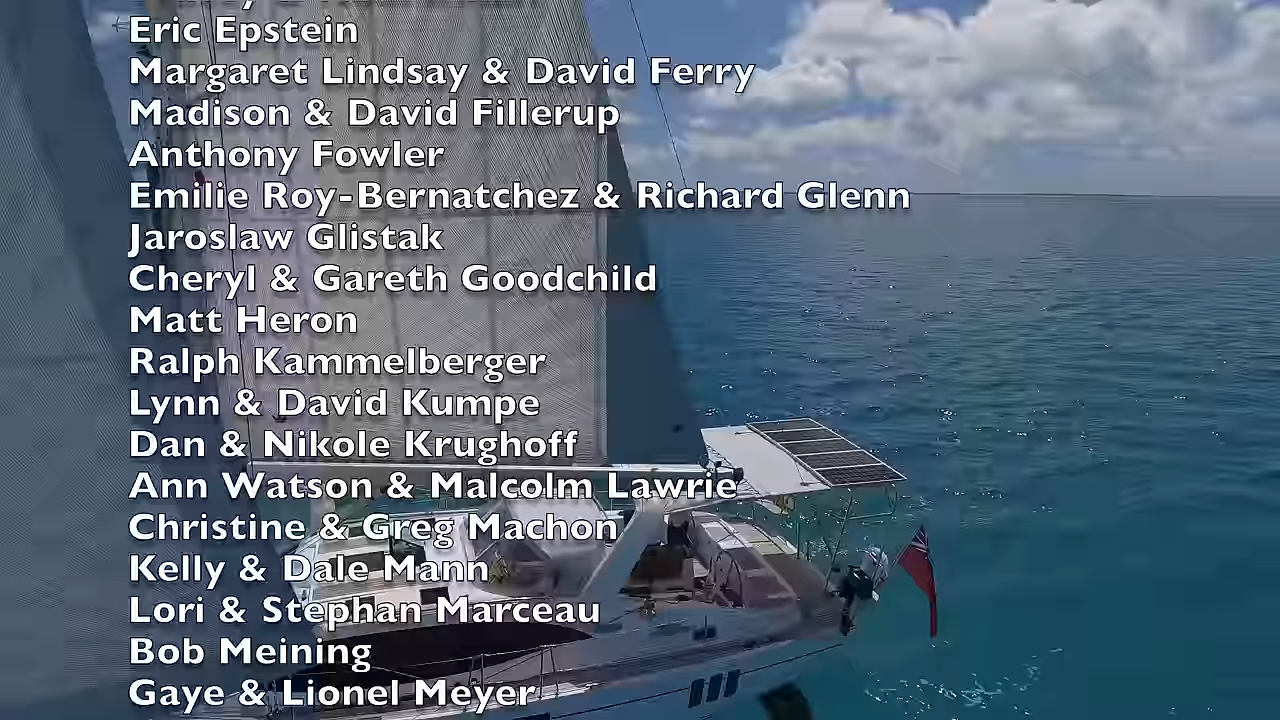 Eric Epstein
Margaret Lindsay & David Ferry
Madison & David Fillerup
Anthony Fowler
Emilie Roy-Bernatchez & Richard Glenn
Jaroslaw Glistak
Cheryl & Gareth Goodchild
Matt Heron
Ralph Kammelberger
Lynn & David Kumpe
Dan & Nikole Krughoff
Ann Watson & Malcolm Lawrie
Christine & Greg Machon
Kelly & Dale Mann
Lori & Stephan Marceau
Bob Meining
Gaye & Lionel Meyer